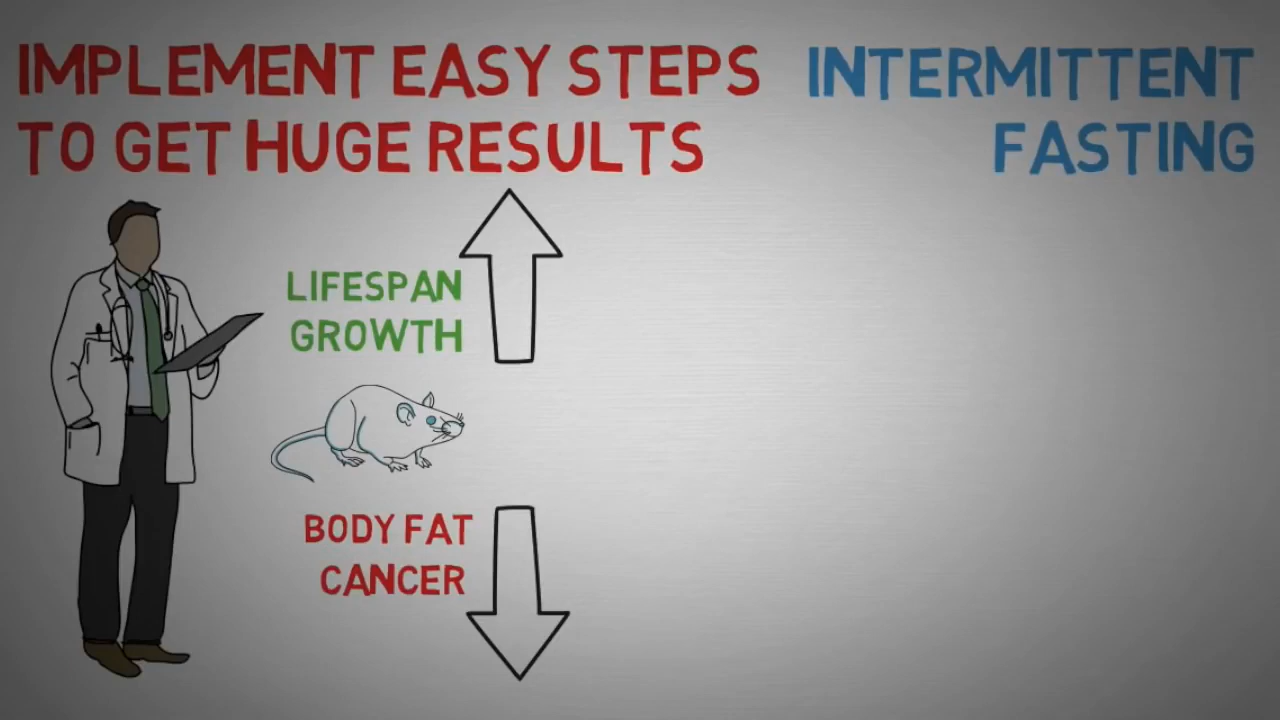 IMPLEMENT EASY STEPS
TO GET HUGE RESULTS
INTERMITTENT
FASTING
LIFESPAN
GROWTH
BODY FAT
CANCER